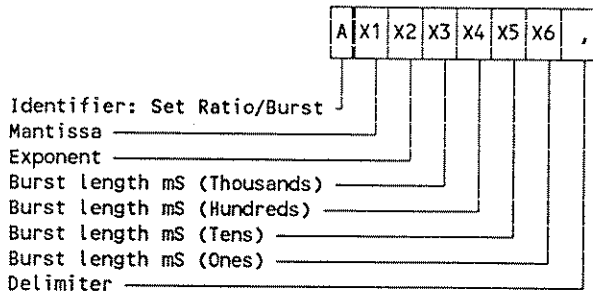 A X1 X2 X3 X4 X5 X6 ,
Identifier: Set Ratio/Burst
Mantissa
Exponent
Burst length mS (Thousands)
Burst length mS (Hundreds)
Burst length mS (Tens)
Burst length mS (Ones)
Delimiter